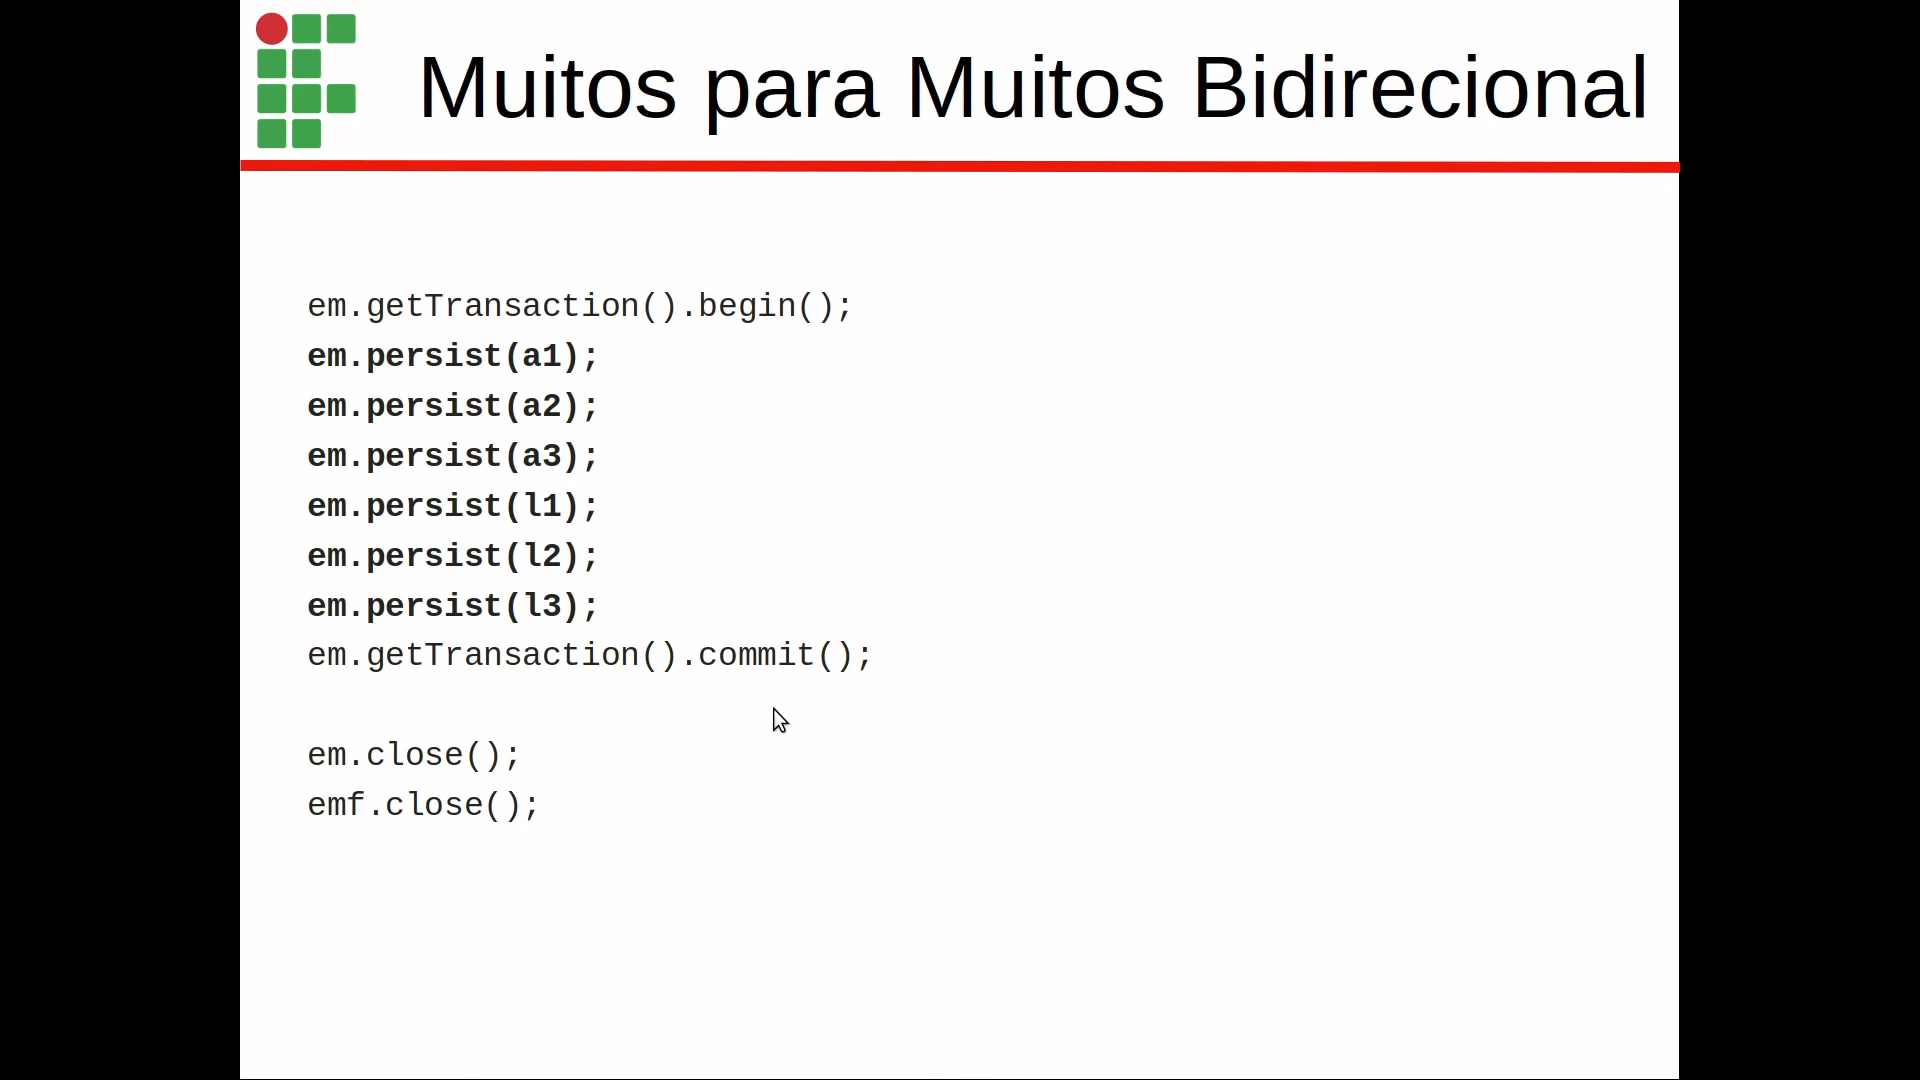 Muitos para Muitos Bidirecional
em.getTransaction().begin();
em.persist(a1);
em.persist(a2);
em.persist(a3);
em.persist(l1);
em.persist(l2);
em.persist(l3);
em.getTransaction().commit();
em.close();
emf.close();